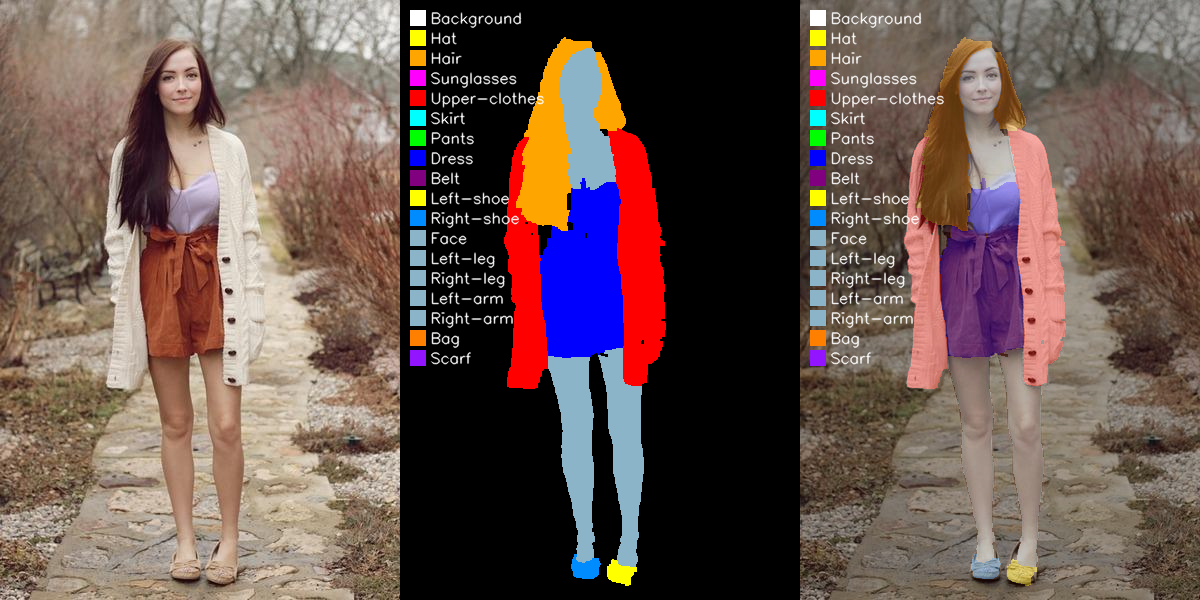 Background
Hat
Hair
Sunglasses
Upper-clothes
Skirt
Pants
Dress
Belt
Left-shoe
Right-shoe
Face
Left-leg
Right-leg
Left-arm
Right-arm
Bag
Scarf
Background
Hat
Hair
Sunglasses
Upper-clothes
Skirt
Pants
Dress
Belt
Left-shoe
Right-shoe
Face
Left-leg
Right-leg
Left-arm
Right-arm
Bag
Scarf